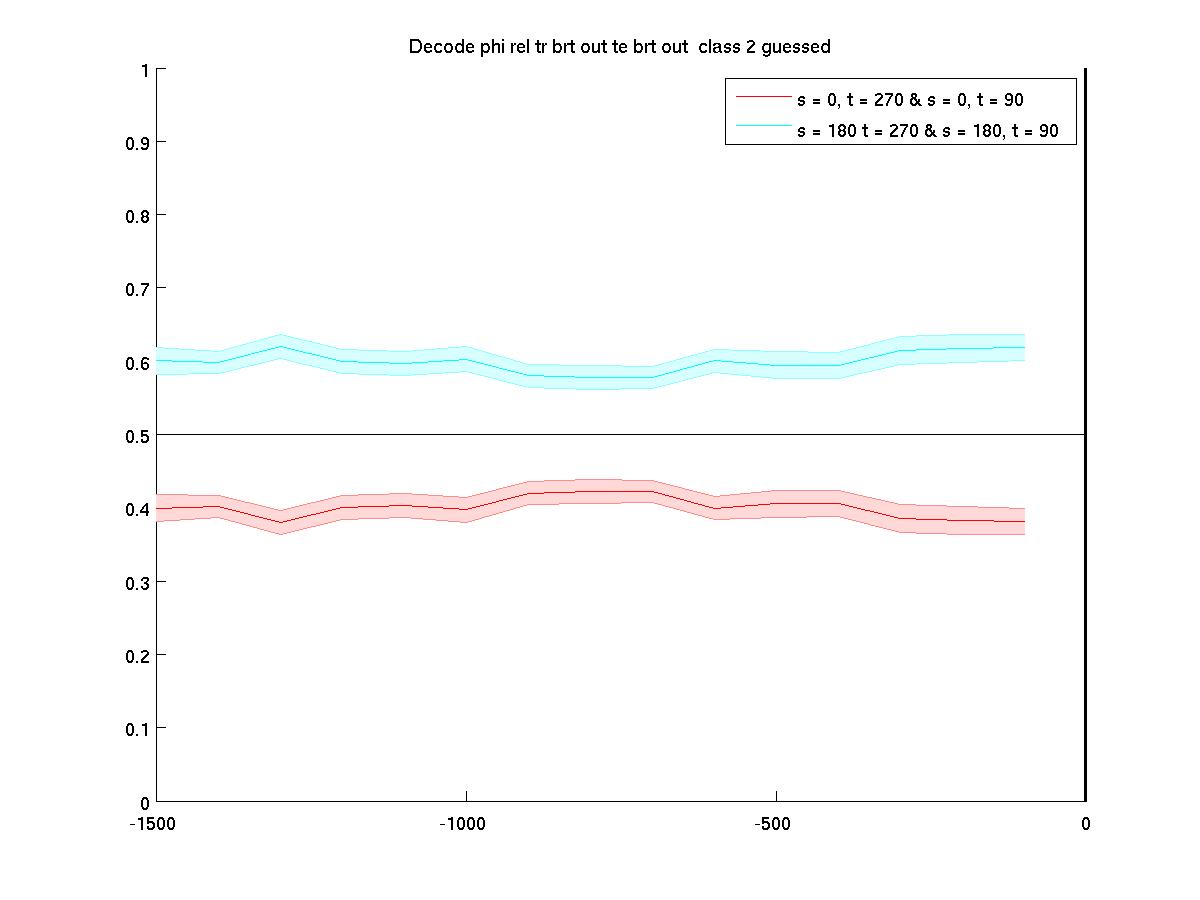 Decode phi rel tr brt out te brt out  class 2 guessed
1
s = 0, t = 270 & s = 0, t = 90
s = 180 t = 270 & s = 180, t = 90
0.9
0.8
0.7
0.6
0.5
0.4
0.3
0.2
0.1
0
-1500 -1000 -500 0